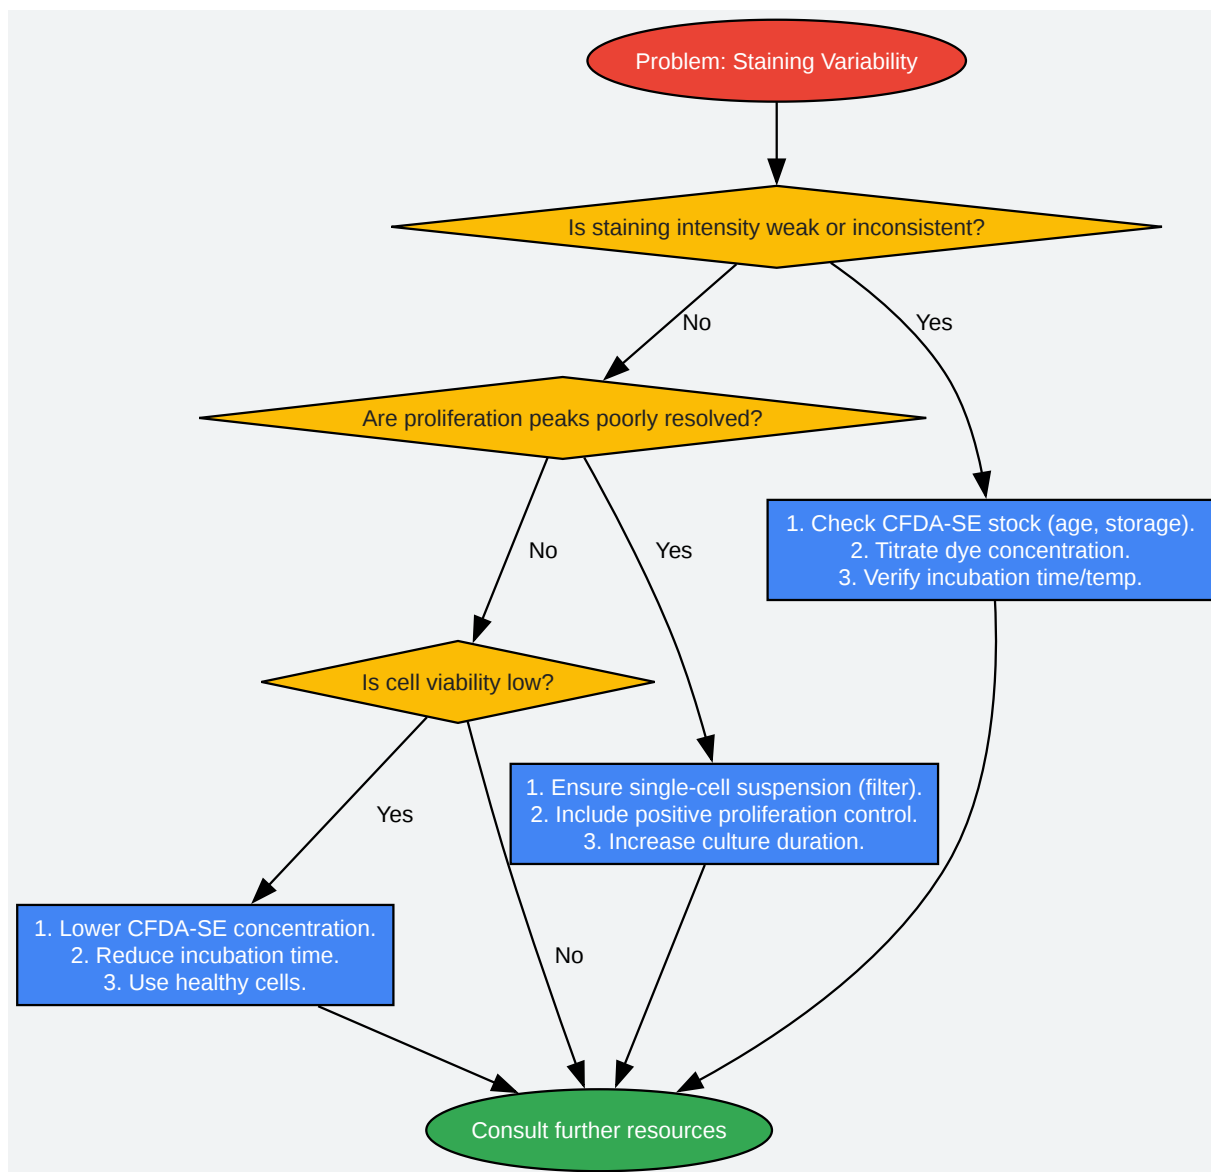 Problem: Staining Variability
Is staining intensity weak or inconsistent?
No
Yes
Are proliferation peaks poorly resolved?
1. Check CFDA-SE stock (age, storage).
2. Titrate dye concentration.
3. Verify incubation time/temp.
No
Yes
Is cell viability low?
1. Ensure single-cell suspension (filter).
2. Include positive proliferation control.
3. Increase culture duration.
Yes
1. Lower CFDA-SE concentration.
2. Reduce incubation time.
3. Use healthy cells.
No
Consult further resources